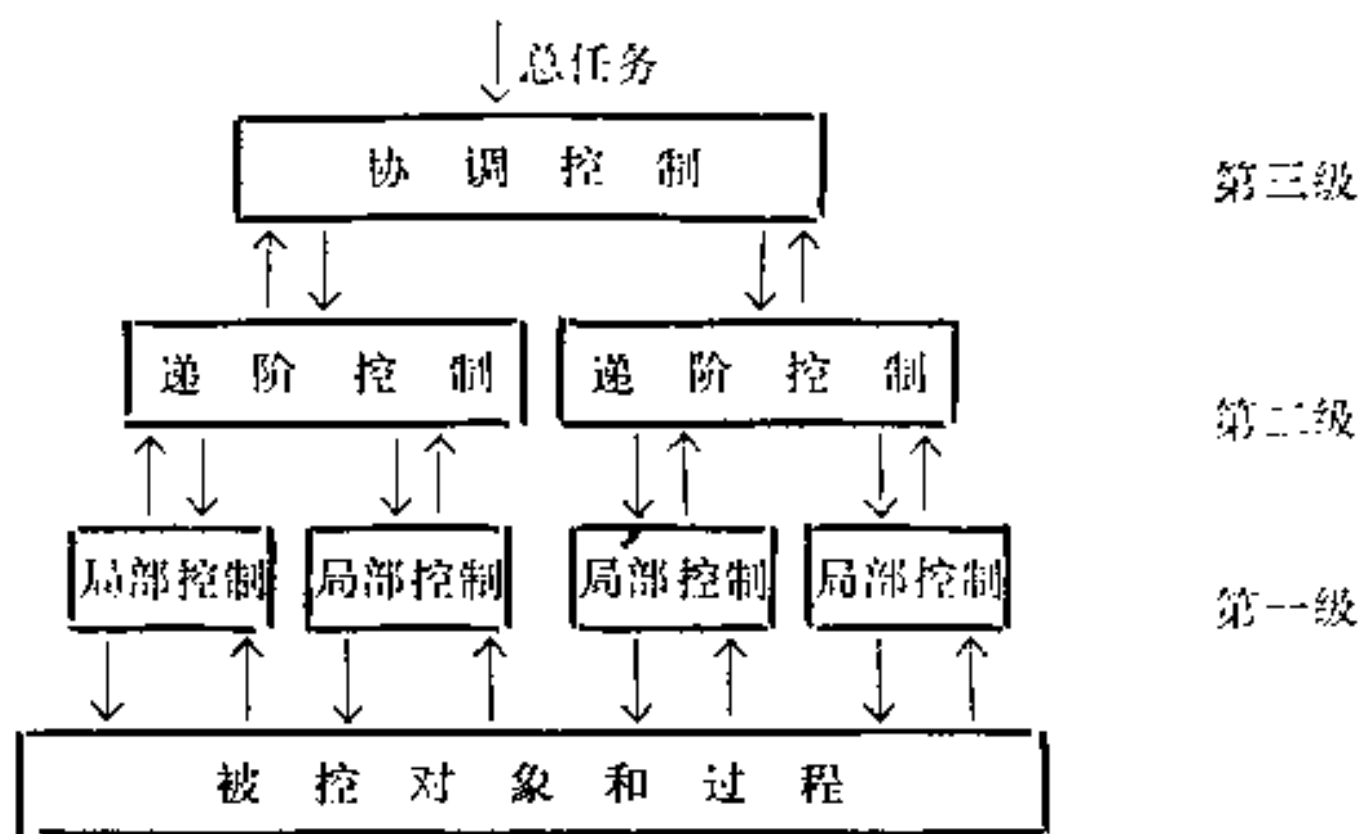 总任务
协调控制
第三级
递阶控制 递阶控制
第二级
局部控制 局部控制 局部控制 局部控制
第一级
被控对象和过程